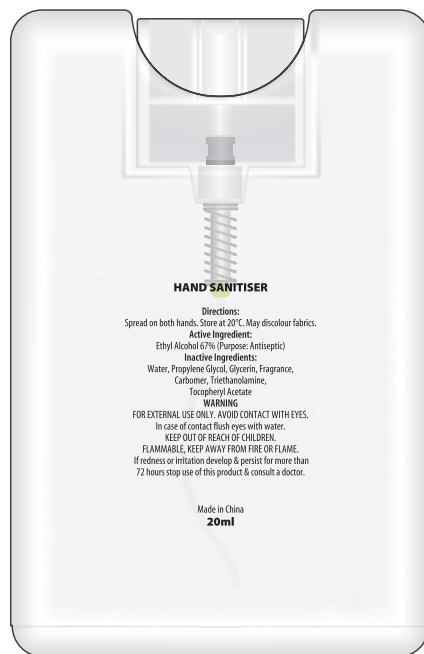 HAND SANITISER
Directions:
Spread on both hands. Store at 20°C. May discolour fabrics.
Active Ingredient:
Ethyl Alcohol 67% (Purpose: Antiseptic)
Inactive Ingredients:
Water, Propylene Glycol, Glycerin, Fragrance,
Carbomer, Triethanolamine,
Tocopheryl Acetate
WARNING
FOR EXTERNAL USE ONLY. AVOID CONTACT WITH EYES.
In case of contact flush eyes with water.
KEEP OUT OF REACH OF CHILDREN.
FLAMMABLE, KEEP AWAY FROM FIRE OR FLAME.
If redness or irritation develop & persist for more than
72 hours stop use of this product & consult a doctor.
Made in China
20ml